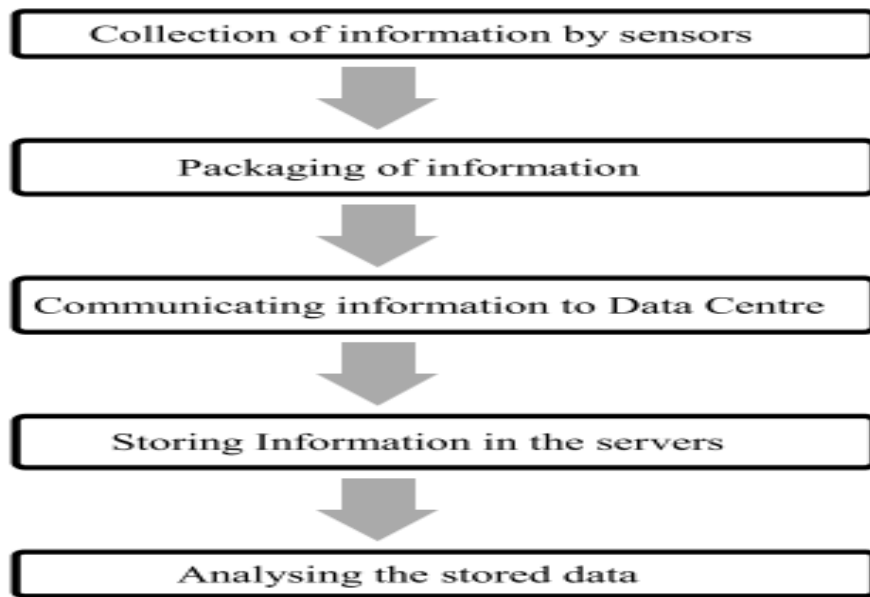 Collection of information by sensors
Packaging of information
Communicating information to Data Centre
Storing Information in the servers
Analysing the stored data